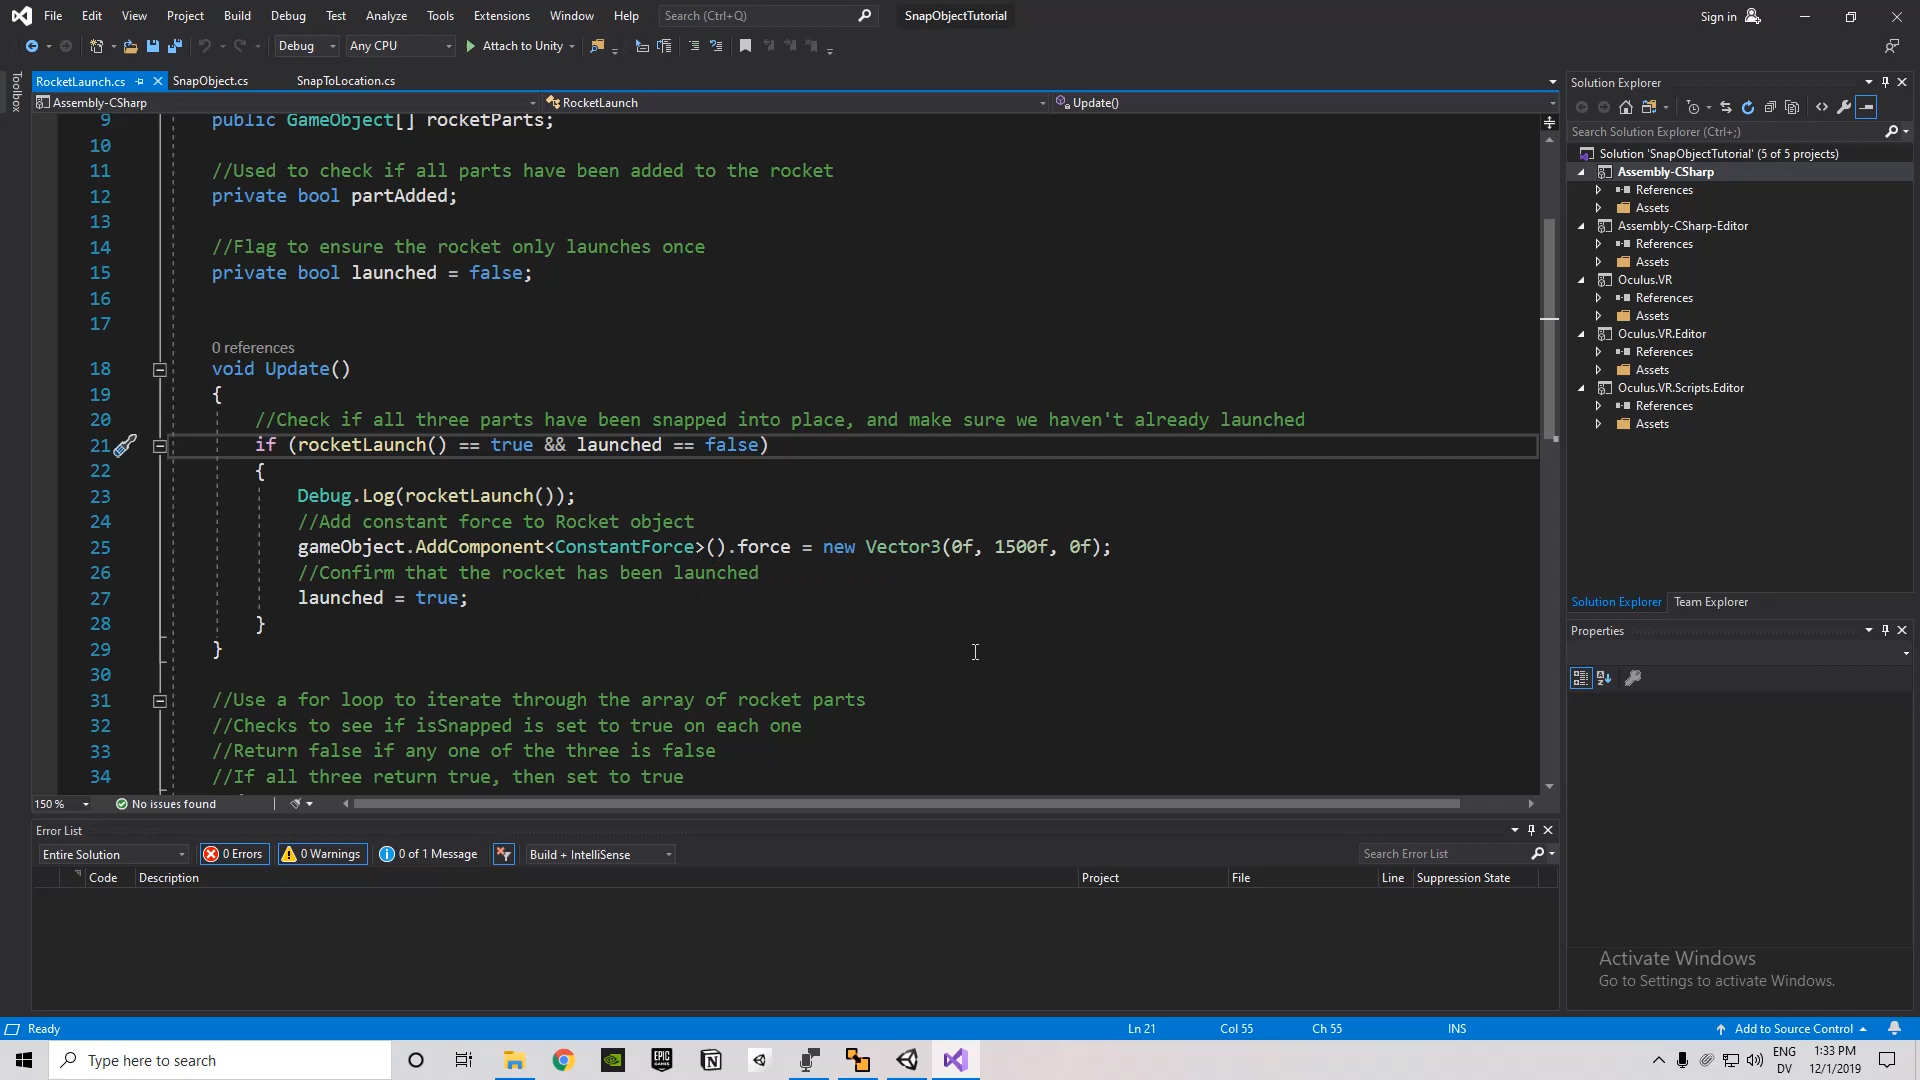 File Edit View Project Build Debug Test Analyze Tools Extensions Window Help Search (Ctrl+Q) SnapObjectTutorial Sign in
Debug Any CPU Attach to Unity
Toolbox
RocketLaunch.cs SnapObject.cs SnapToLocation.cs
Assembly-CSharp RocketLaunch Update()
9 public GameObject[] rocketParts;
10
11 //Used to check if all parts have been added to the rocket
12 private bool partAdded;
13
14 //Flag to ensure the rocket only launches once
15 private bool launched = false;
16
17
0 references
18 void Update()
19 {
20 //Check if all three parts have been snapped into place, and make sure we haven't already launched
21 if (rocketLaunch() == true && launched == false)
22 {
23 Debug.Log(rocketLaunch());
24 //Add constant force to Rocket object
25 gameObject.AddComponent<ConstantForce>().force = new Vector3(0f, 1500f, 0f);
26 //Confirm that the rocket has been launched
27 launched = true;
28 }
29 }
30
31 //Use a for loop to iterate through the array of rocket parts
32 //Checks to see if isSnapped is set to true on each one
33 //Return false if any one of the three is false
34 //If all three return true, then set to true
150 % No issues found
Error List
Entire Solution 0 Errors 0 Warnings 0 of 1 Message Build + IntelliSense Search Error List
Code Description Project File Line Suppression State
Solution Explorer
Search Solution Explorer (Ctrl+;)
Solution 'SnapObjectTutorial' (5 of 5 projects)
Assembly-CSharp
References
Assets
Assembly-CSharp-Editor
References
Assets
Oculus.VR
References
Assets
Oculus.VR.Editor
References
Assets
Oculus.VR.Scripts.Editor
References
Assets
Solution Explorer Team Explorer
Properties
Activate Windows
Go to Settings to activate Windows.
Ready Ln 21 Col 55 Ch 55 INS Add to Source Control
Type here to search
EPIC GAMES
ENG
DV
1:33 PM
12/1/2019